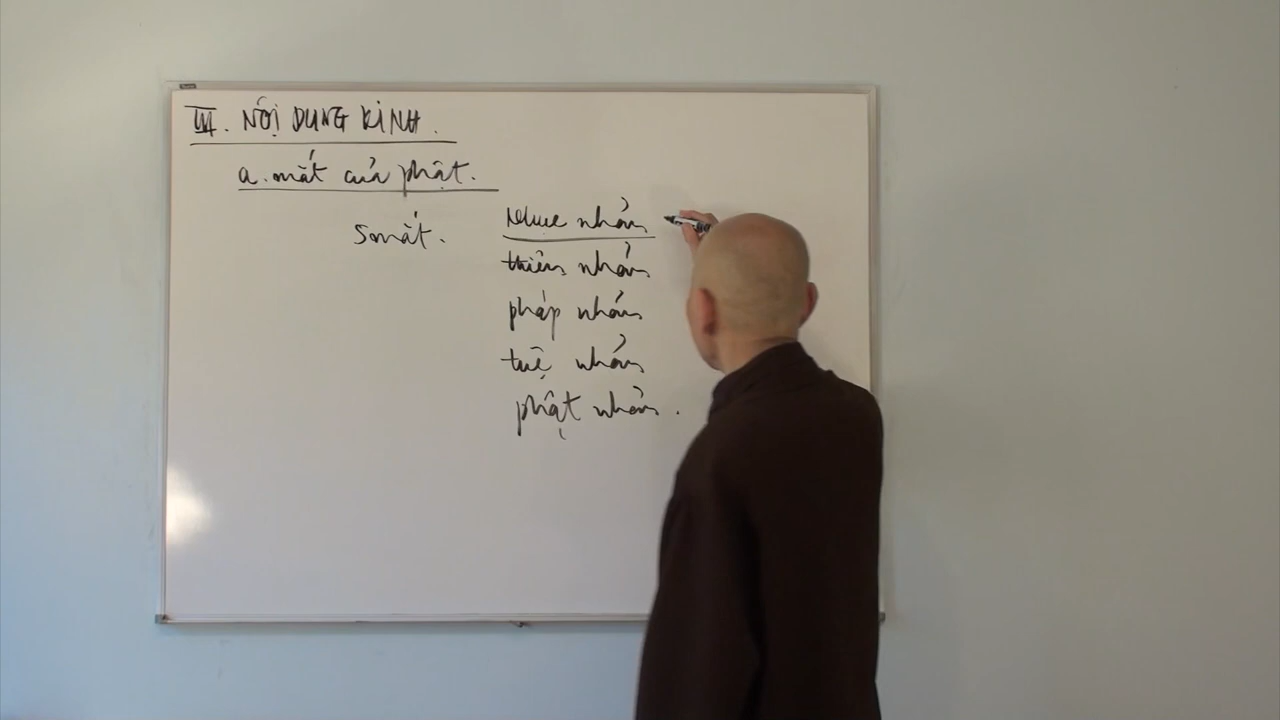 III. NỘI DUNG KINH.
a. mắt của phật.
5 mắt.
Nhục nhãn
thiên nhãn
pháp nhãn
tuệ nhãn
phật nhãn.